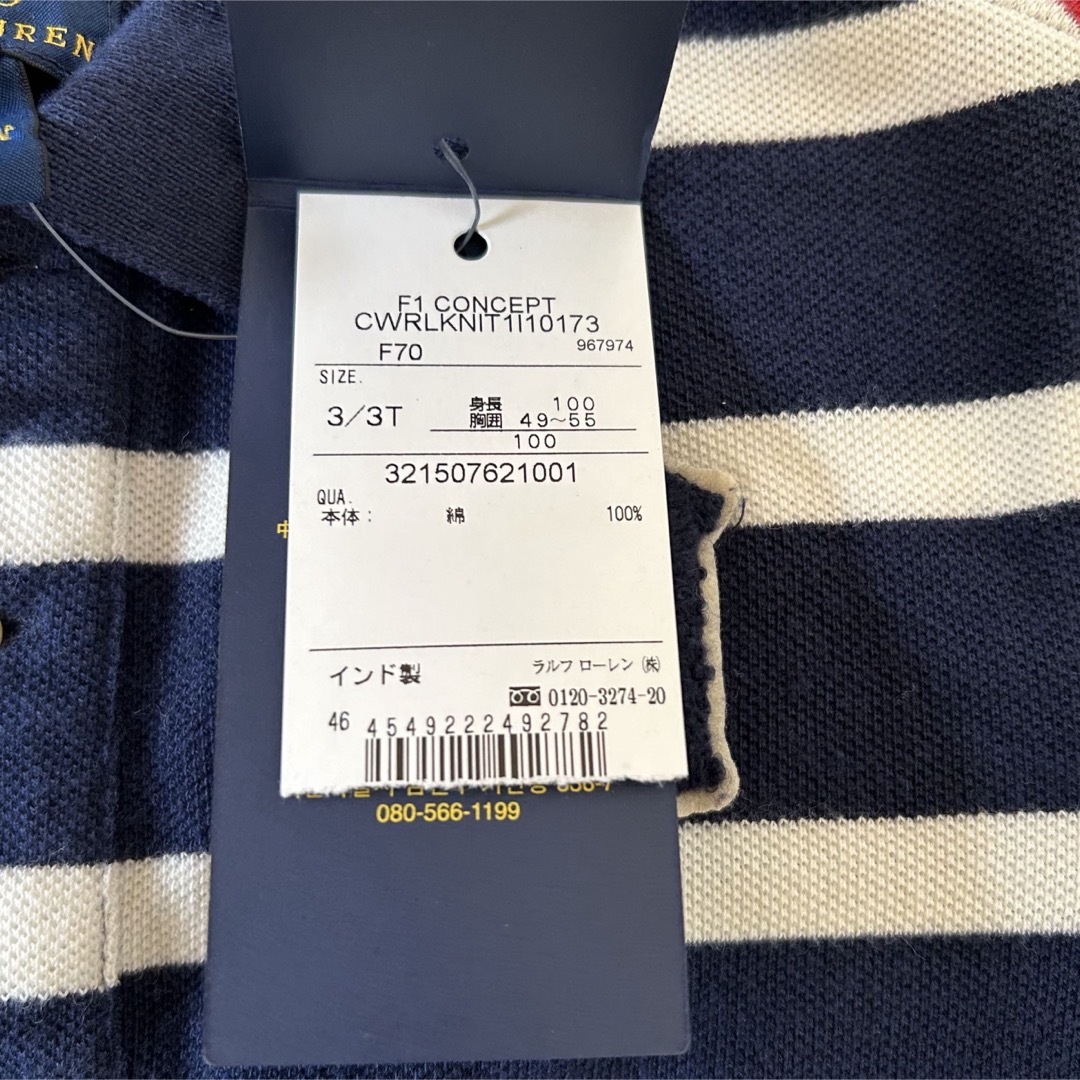 UREN
F1 CONCEPT
CWRLKNIT1I10173
F70 967974
SIZE.
3/3T 身長 100
胸囲 49~55
100
321507621001
QUA.
本体: 綿 100%
インド製 ラルフ ローレン ㈱
0120-3274-20
46 4549222492782
080-566-1199